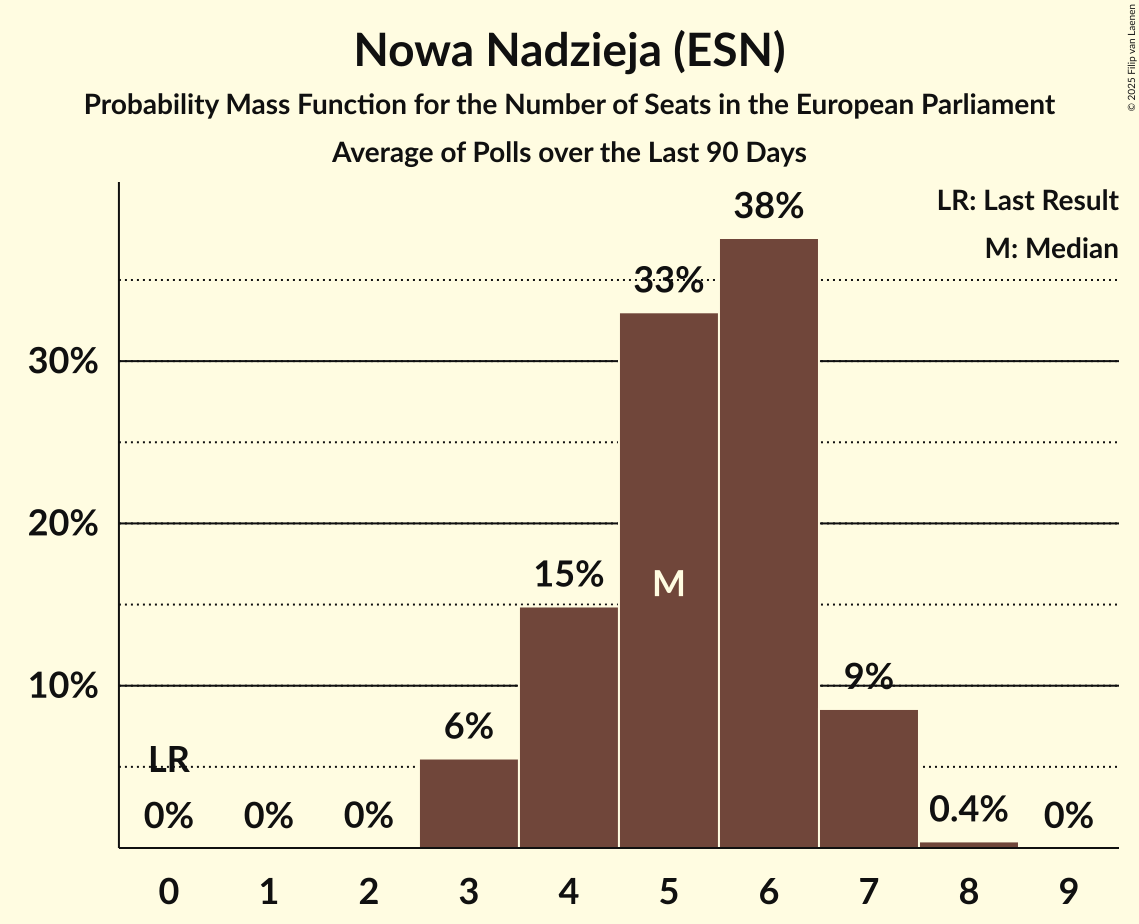 Nowa Nadzieja (ESN)
Probability Mass Function for the Number of Seats in the European Parliament
Average of Polls over the Last 90 Days
© 2025 Filip van Laenen
LR: Last Result
M: Median
38%
33%
30%
20%
15%
M
10%
9%
6%
LR
0% 0% 0% 0.4% 0%
0 1 2 3 4 5 6 7 8 9